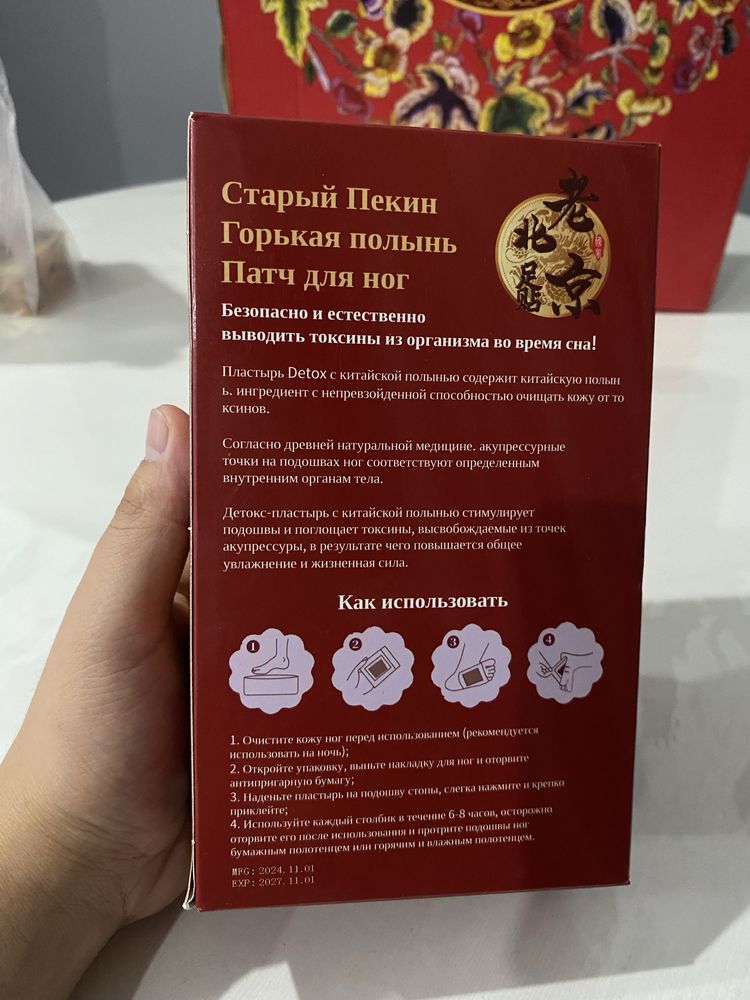 Старый Пекин
Горькая полынь
Патч для ног
老北京足贴
Безопасно и естественно
выводить токсины из организма во время сна!
Пластырь Detox с китайской полынью содержит китайскую полын
ь. ингредиент с непревзойденной способностью очищать кожу от то
ксинов.
Согласно древней натуральной медицине. акупрессурные
точки на подошвах ног соответствуют определенным
внутренним органам тела.
Детокс-пластырь с китайской полынью стимулирует
подошвы и поглощает токсины, высвобождаемые из точек
акупрессуры, в результате чего повышается общее
увлажнение и жизненная сила.
Как использовать
1
2
3
4
1. Очистите кожу ног перед использованием (рекомендуется
использовать на ночь);
2. Откройте упаковку, выньте накладку для ног и оторвите
антипригарную бумагу;
3. Наденьте пластырь на подошву стопы, слегка нажмите и крепко
приклейте;
4. Используйте каждый столбик в течение 6-8 часов, осторожно
оторвите его после использования и протрите подошвы ног
бумажным полотенцем или горячим и влажным полотенцем.
MFG: 2024.11.01
EXP: 2027.11.01